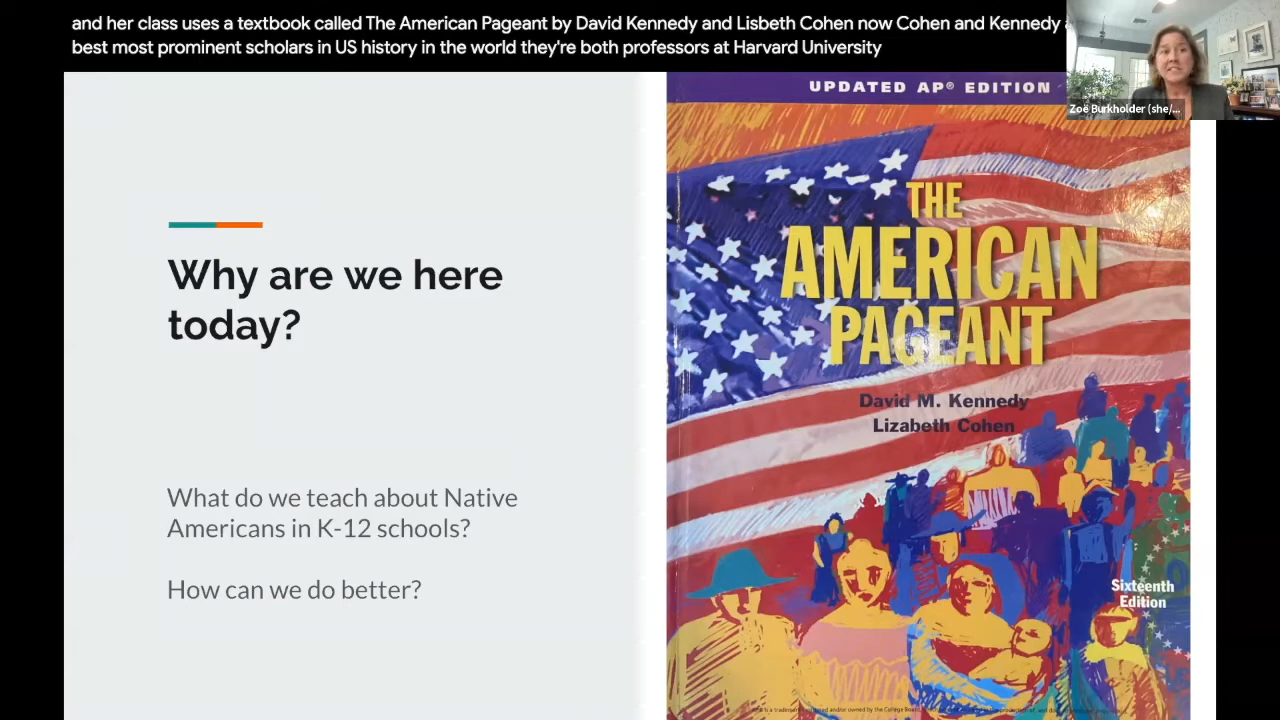 and her class uses a textbook called The American Pageant by David Kennedy and Lisbeth Cohen now Cohen and Kennedy
best most prominent scholars in US history in the world they're both professors at Harvard University
Zoë Burkholder (she/...
UPDATED AP® EDITION
Why are we here
today?
What do we teach about Native
Americans in K-12 schools?
How can we do better?
THE
AMERICAN
PAGEANT
David M. Kennedy
Lizabeth Cohen
Sixteenth
Edition